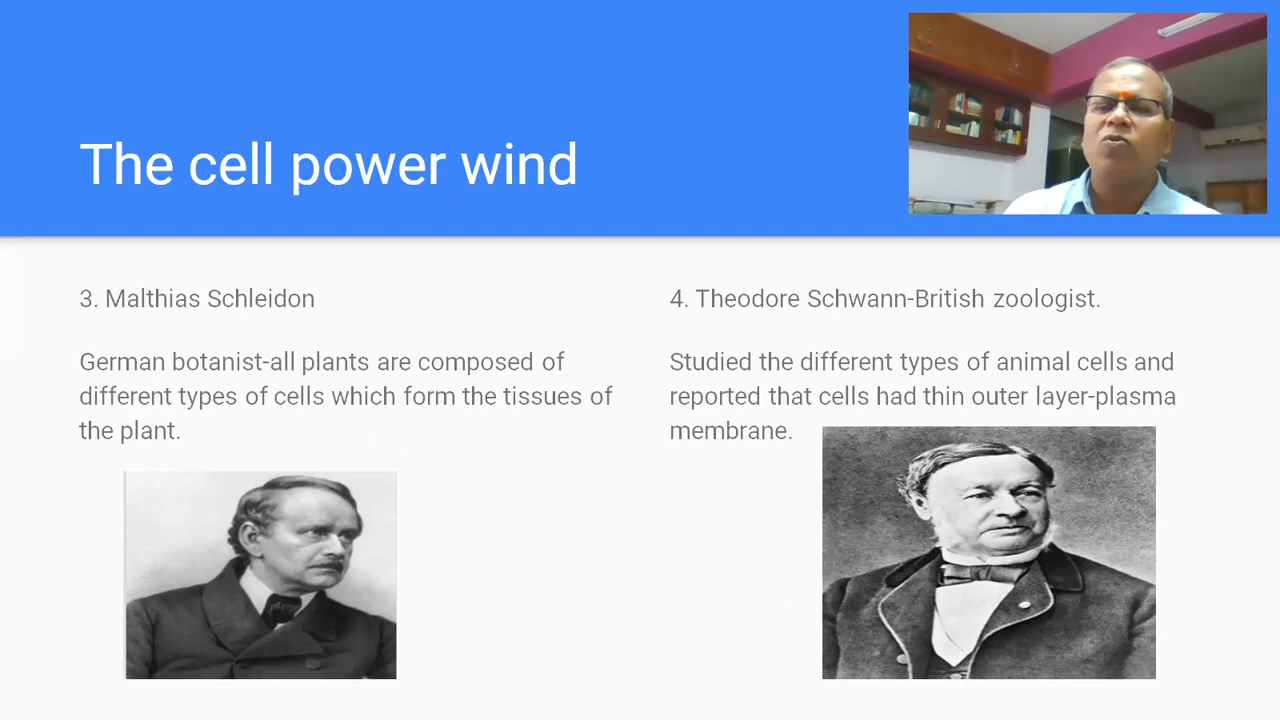 The cell power wind
3. Malthias Schleidon
German botanist-all plants are composed of
different types of cells which form the tissues of
the plant.
4. Theodore Schwann-British zoologist.
Studied the different types of animal cells and
reported that cells had thin outer layer-plasma
membrane.